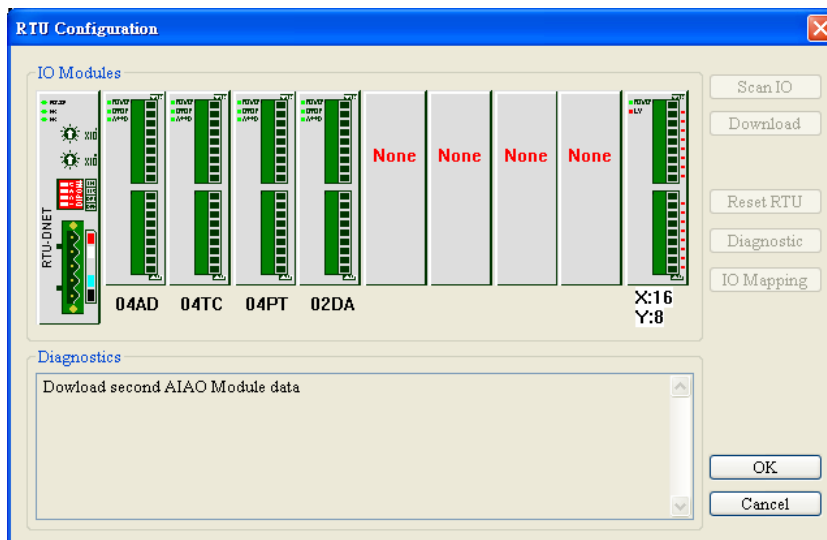 RTU Configuration
IO Modules
Scan IO
Download
Reset RTU
Diagnostic
IO Mapping
RTU-DNET
None None None None
04AD 04TC 04PT 02DA
X:16
Y:8
Diagnostics
Dowload second AIAO Module data
OK
Cancel